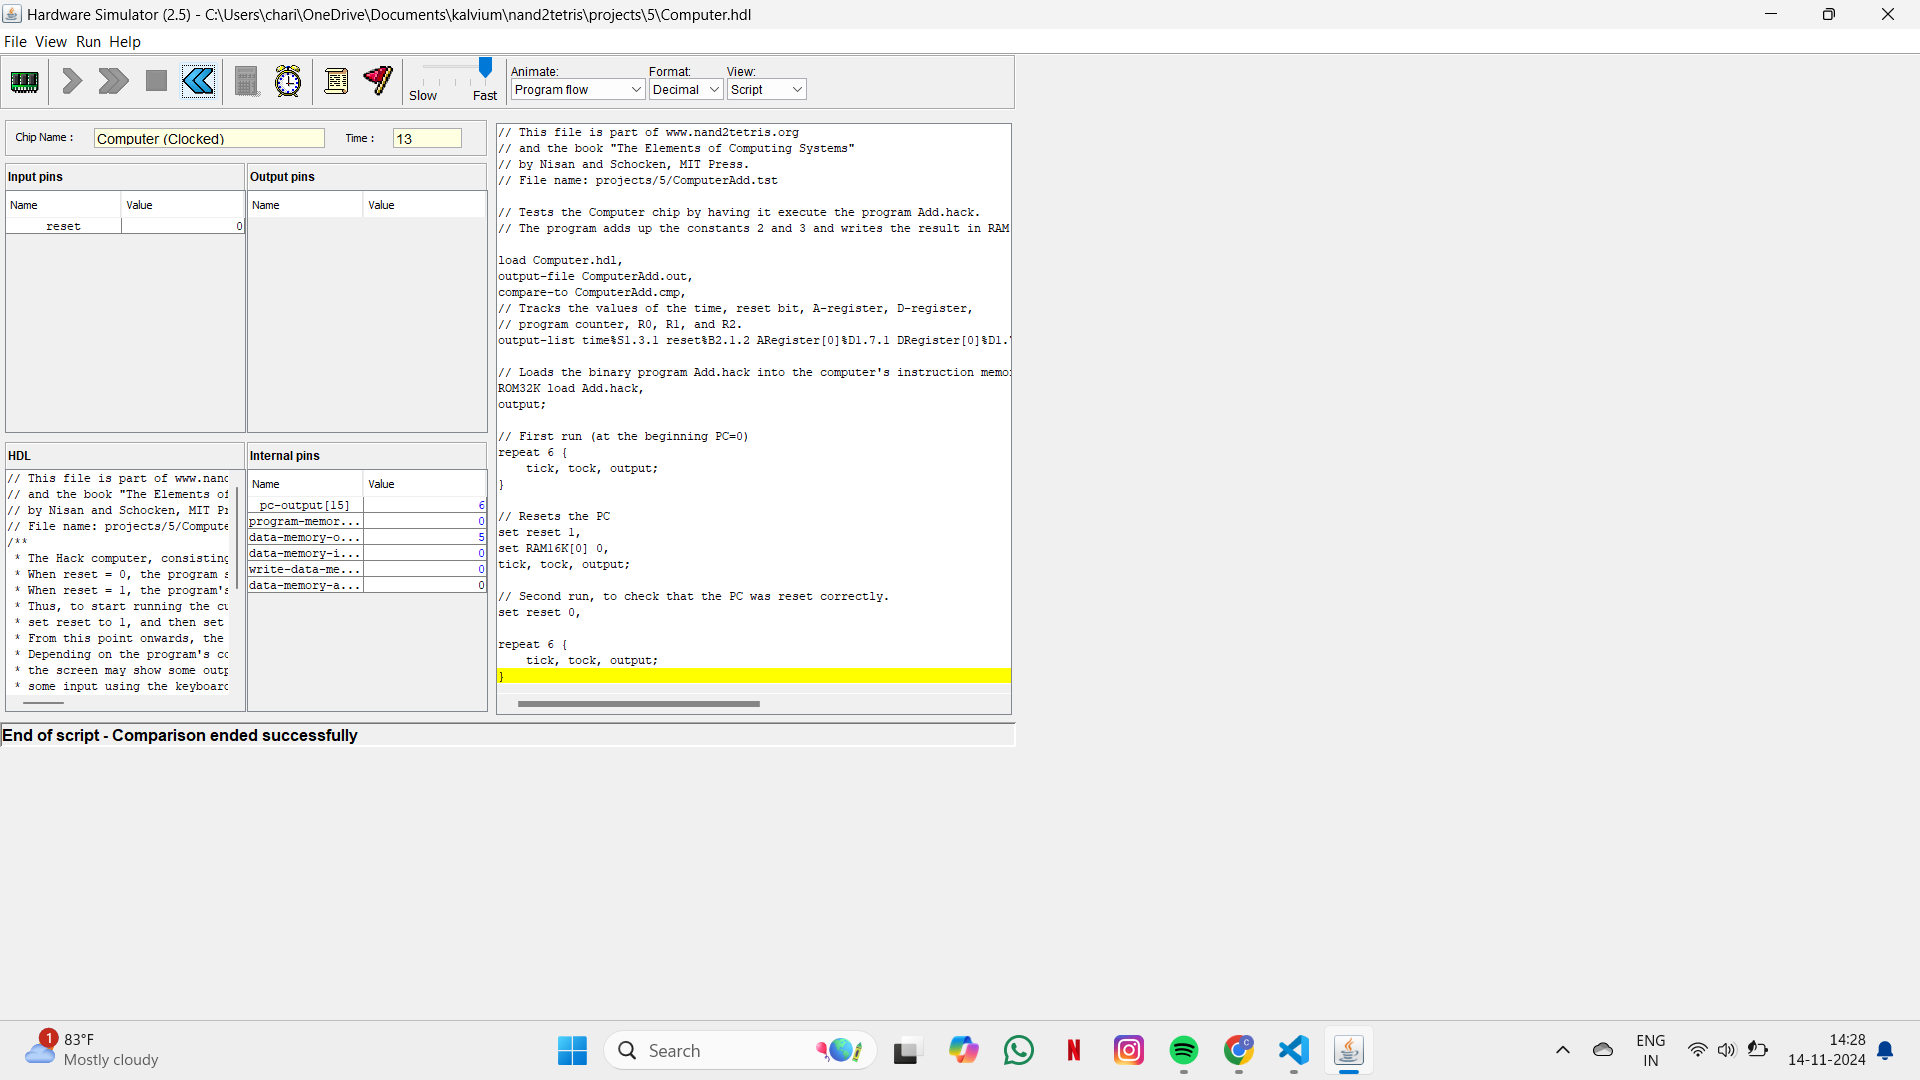 Hardware Simulator (2.5) - C:\Users\chari\OneDrive\Documents\kalvium\nand2tetris\projects\5\Computer.hdl
File View Run Help
Slow Fast
Animate: Format: View:
Program flow Decimal Script
Chip Name : Computer (Clocked) Time : 13
Input pins
Name Value
reset 0
Output pins
Name Value
HDL
// This file is part of www.nand
// and the book "The Elements of
// by Nisan and Schocken, MIT Pr
// File name: projects/5/Compute
/**
* The Hack computer, consisting
* When reset = 0, the program s
* When reset = 1, the program's
* Thus, to start running the cu
* set reset to 1, and then set
* From this point onwards, the
* Depending on the program's co
* the screen may show some outp
* some input using the keyboard
Internal pins
Name Value
pc-output[15] 6
program-memor... 0
data-memory-o... 5
data-memory-i... 0
write-data-me... 0
data-memory-a... 0
// This file is part of www.nand2tetris.org
// and the book "The Elements of Computing Systems"
// by Nisan and Schocken, MIT Press.
// File name: projects/5/ComputerAdd.tst
// Tests the Computer chip by having it execute the program Add.hack.
// The program adds up the constants 2 and 3 and writes the result in RAM
load Computer.hdl,
output-file ComputerAdd.out,
compare-to ComputerAdd.cmp,
// Tracks the values of the time, reset bit, A-register, D-register,
// program counter, R0, R1, and R2.
output-list time%S1.3.1 reset%B2.1.2 ARegister[0]%D1.7.1 DRegister[0]%D1.
// Loads the binary program Add.hack into the computer's instruction memo
ROM32K load Add.hack,
output;
// First run (at the beginning PC=0)
repeat 6 {
tick, tock, output;
}
// Resets the PC
set reset 1,
set RAM16K[0] 0,
tick, tock, output;
// Second run, to check that the PC was reset correctly.
set reset 0,
repeat 6 {
tick, tock, output;
}
End of script - Comparison ended successfully
1
83°F
Mostly cloudy
Search
N
C
ENG
IN
14:28
14-11-2024